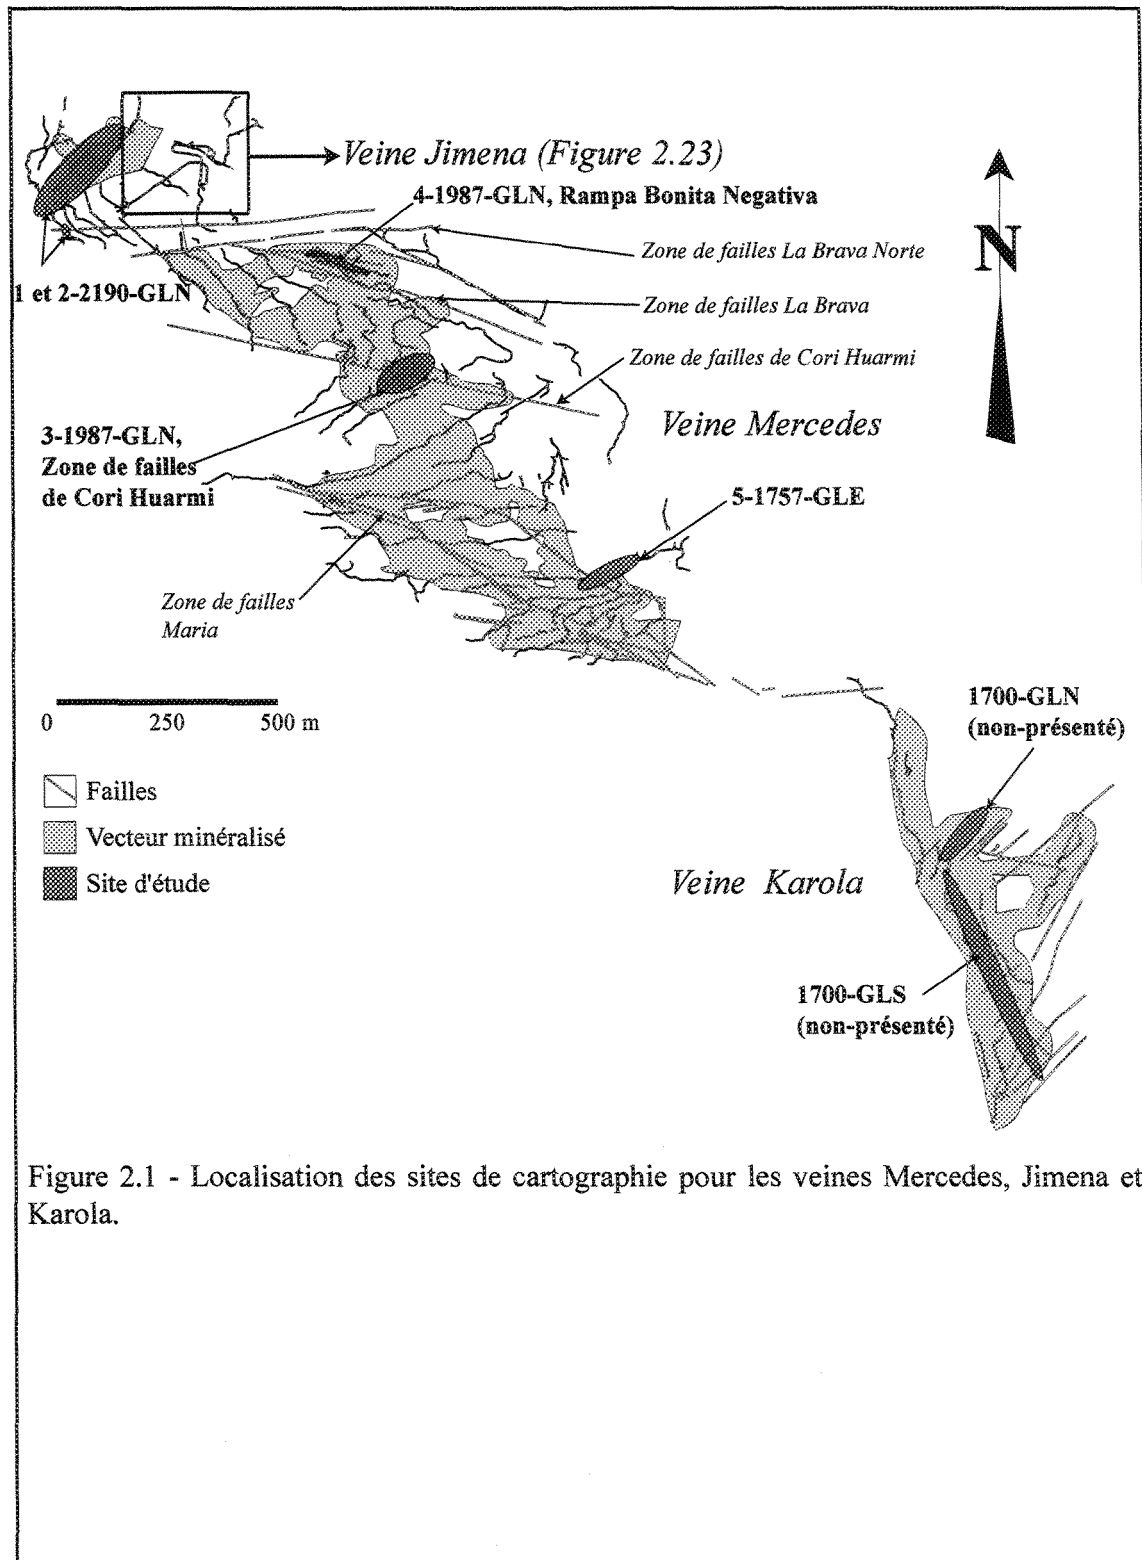 Veine Jimena (Figure 2.23)
4-1987-GLN, Rampa Bonita Negativa
Zone de failles La Brava Norte
N
1 et 2-2190-GLN
Zone de failles La Brava
Zone de failles de Cori Huarmi
Veine Mercedes
3-1987-GLN,
Zone de failles
de Cori Huarmi
5-1757-GLE
Zone de failles
Maria
0 250 500 m
1700-GLN
(non-présenté)
Failles
Vecteur minéralisé
Site d'étude
Veine Karola
1700-GLS
(non-présenté)
Figure 2.1 - Localisation des sites de cartographie pour les veines Mercedes, Jimena et
Karola.